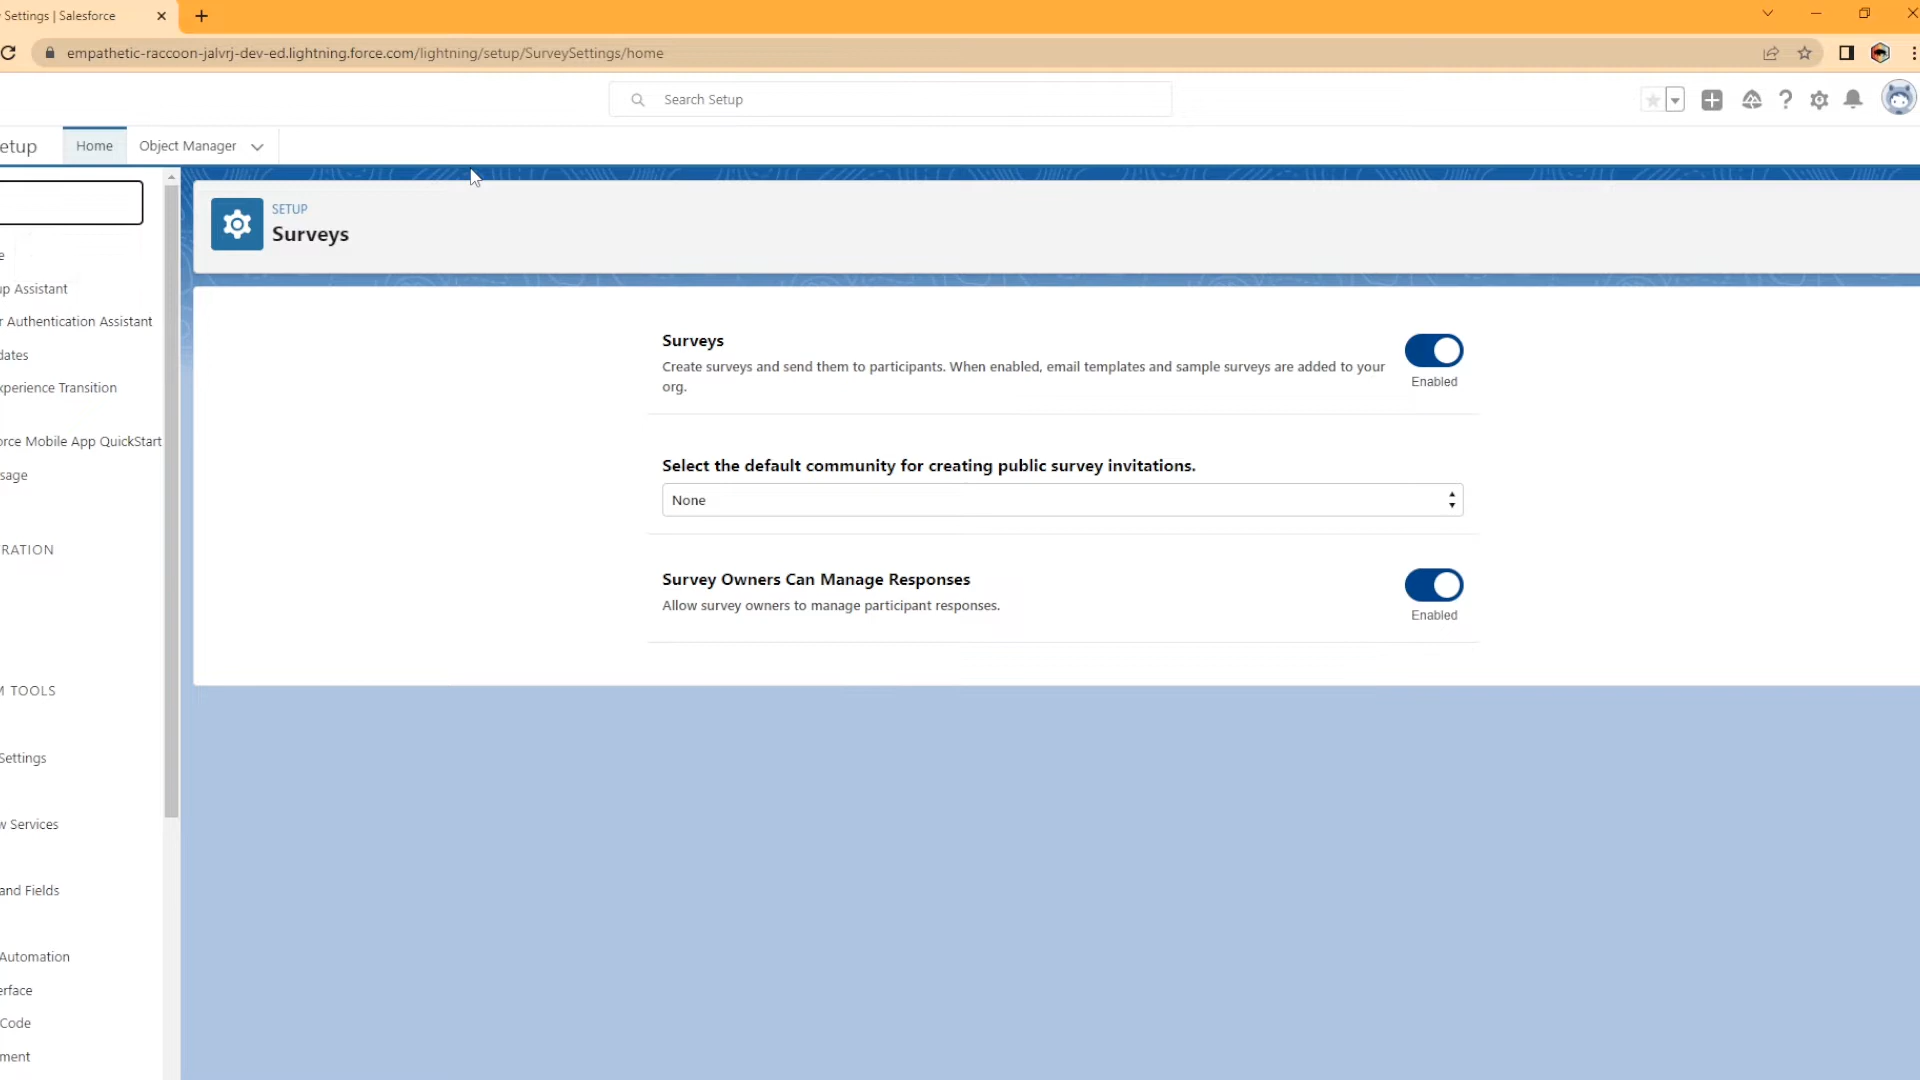 Settings | Salesforce
empathetic-raccoon-jalvrj-dev-ed.lightning.force.com/lightning/setup/SurveySettings/home
Search Setup
etup
Home
Object Manager
SETUP
Surveys
e
up Assistant
r Authentication Assistant
dates
xperience Transition
orce Mobile App QuickStart
sage
RATION
M TOOLS
Settings
w Services
and Fields
Automation
erface
Code
ment
Surveys
Create surveys and send them to participants. When enabled, email templates and sample surveys are added to your
org.
Enabled
Select the default community for creating public survey invitations.
None
Survey Owners Can Manage Responses
Allow survey owners to manage participant responses.
Enabled